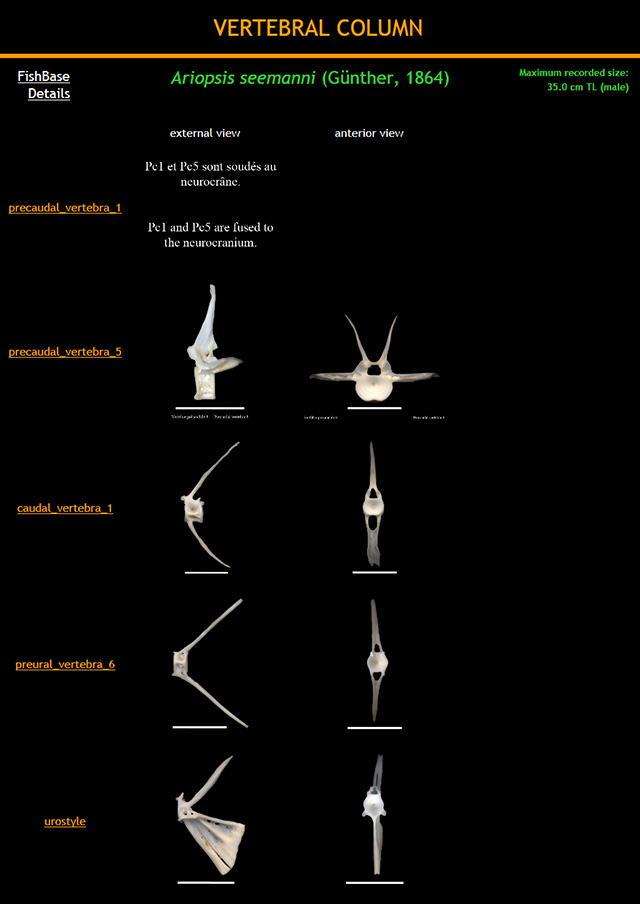 VERTEBRAL COLUMN
FishBase
Details
Ariopsis seemanni (Günther, 1864)
Maximum recorded size:
35.0 cm TL (male)
external view
anterior view
precaudal_vertebra_1
Pc1 et Pc5 sont soudés au
neurocrâne.
Pc1 and Pc5 are fused to
the neurocranium.
precaudal_vertebra_5
caudal_vertebra_1
preural_vertebra_6
urostyle